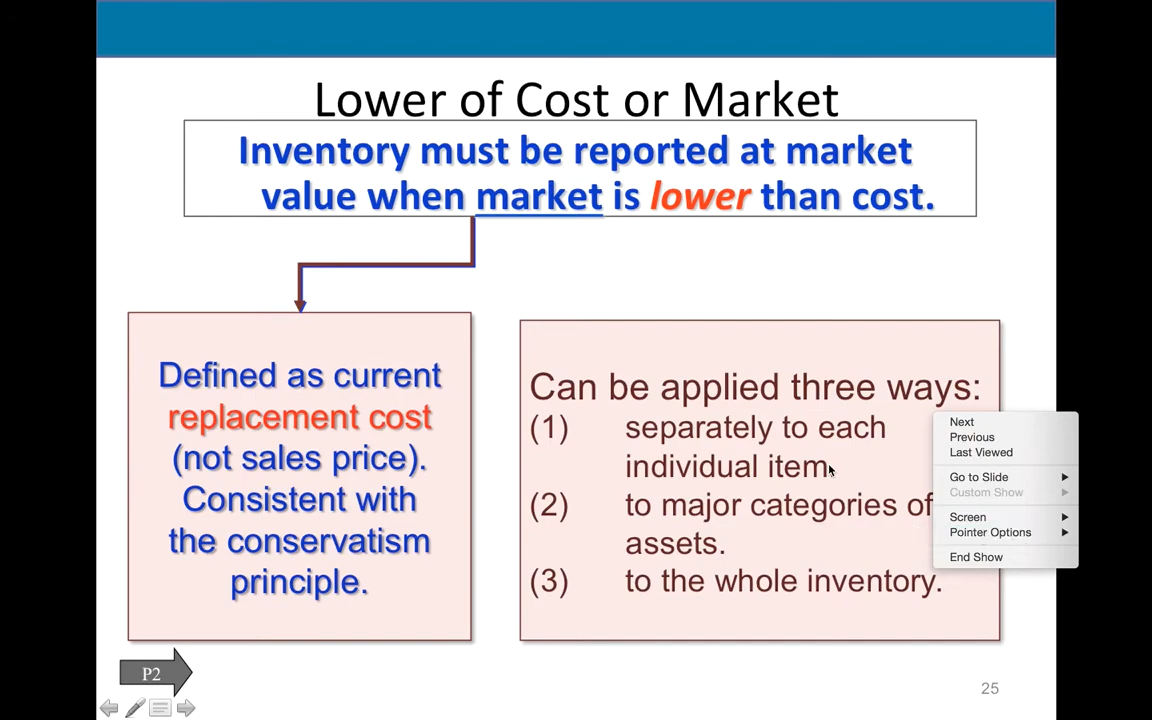 Lower of Cost or Market
Inventory must be reported at market
value when market is lower than cost.
Defined as current
replacement cost
(not sales price).
Consistent with
the conservatism
principle.
Can be applied three ways:
(1) separately to each
individual item
(2) to major categories of
assets.
(3) to the whole inventory.
Next
Previous
Last Viewed
Go to Slide
Custom Show
Screen
Pointer Options
End Show
P2
25